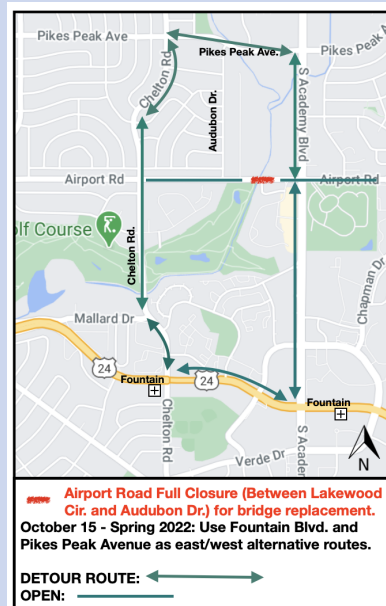 Pikes Peak Ave
Pikes Peak Ave.
Pikes Peak A
Chelton Rd
S Academy Blvd
Audubon Dr.
Airport Rd
Airport Rd
olf Course
Chelton Rd.
Chapman Dr
Mallard Dr
24
Fountain
24
Fountain
Chelton Rd
Verde Dr
S Acader
N
Airport Road Full Closure (Between Lakewood
Cir. and Audubon Dr.) for bridge replacement.
October 15 - Spring 2022: Use Fountain Blvd. and
Pikes Peak Avenue as east/west alternative routes.
DETOUR ROUTE:
OPEN: